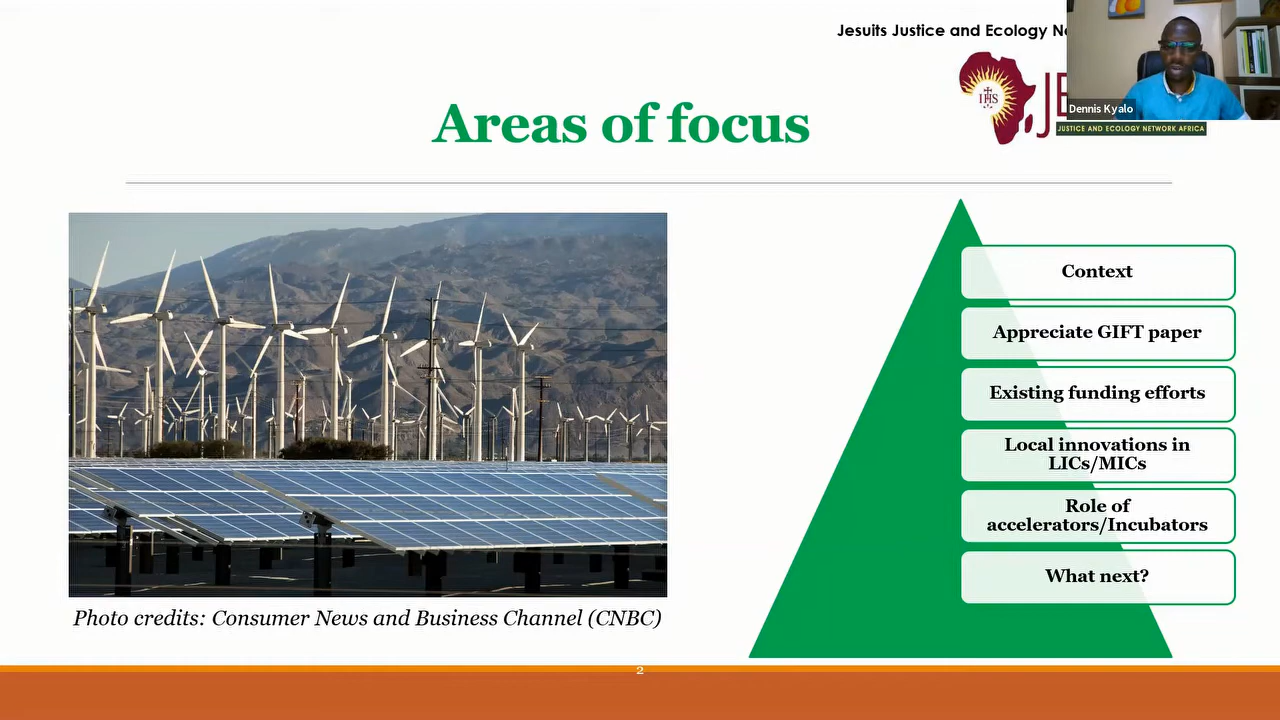 Jesuits Justice and Ecology
IHS
Dennis Kyalo
JUSTICE AND ECOLOGY NETWORK AFRICA
Areas of focus
Context
Appreciate GIFT paper
Existing funding efforts
Local innovations in
LICs/MICs
Role of
accelerators/Incubators
What next?
Photo credits: Consumer News and Business Channel (CNBC)
2